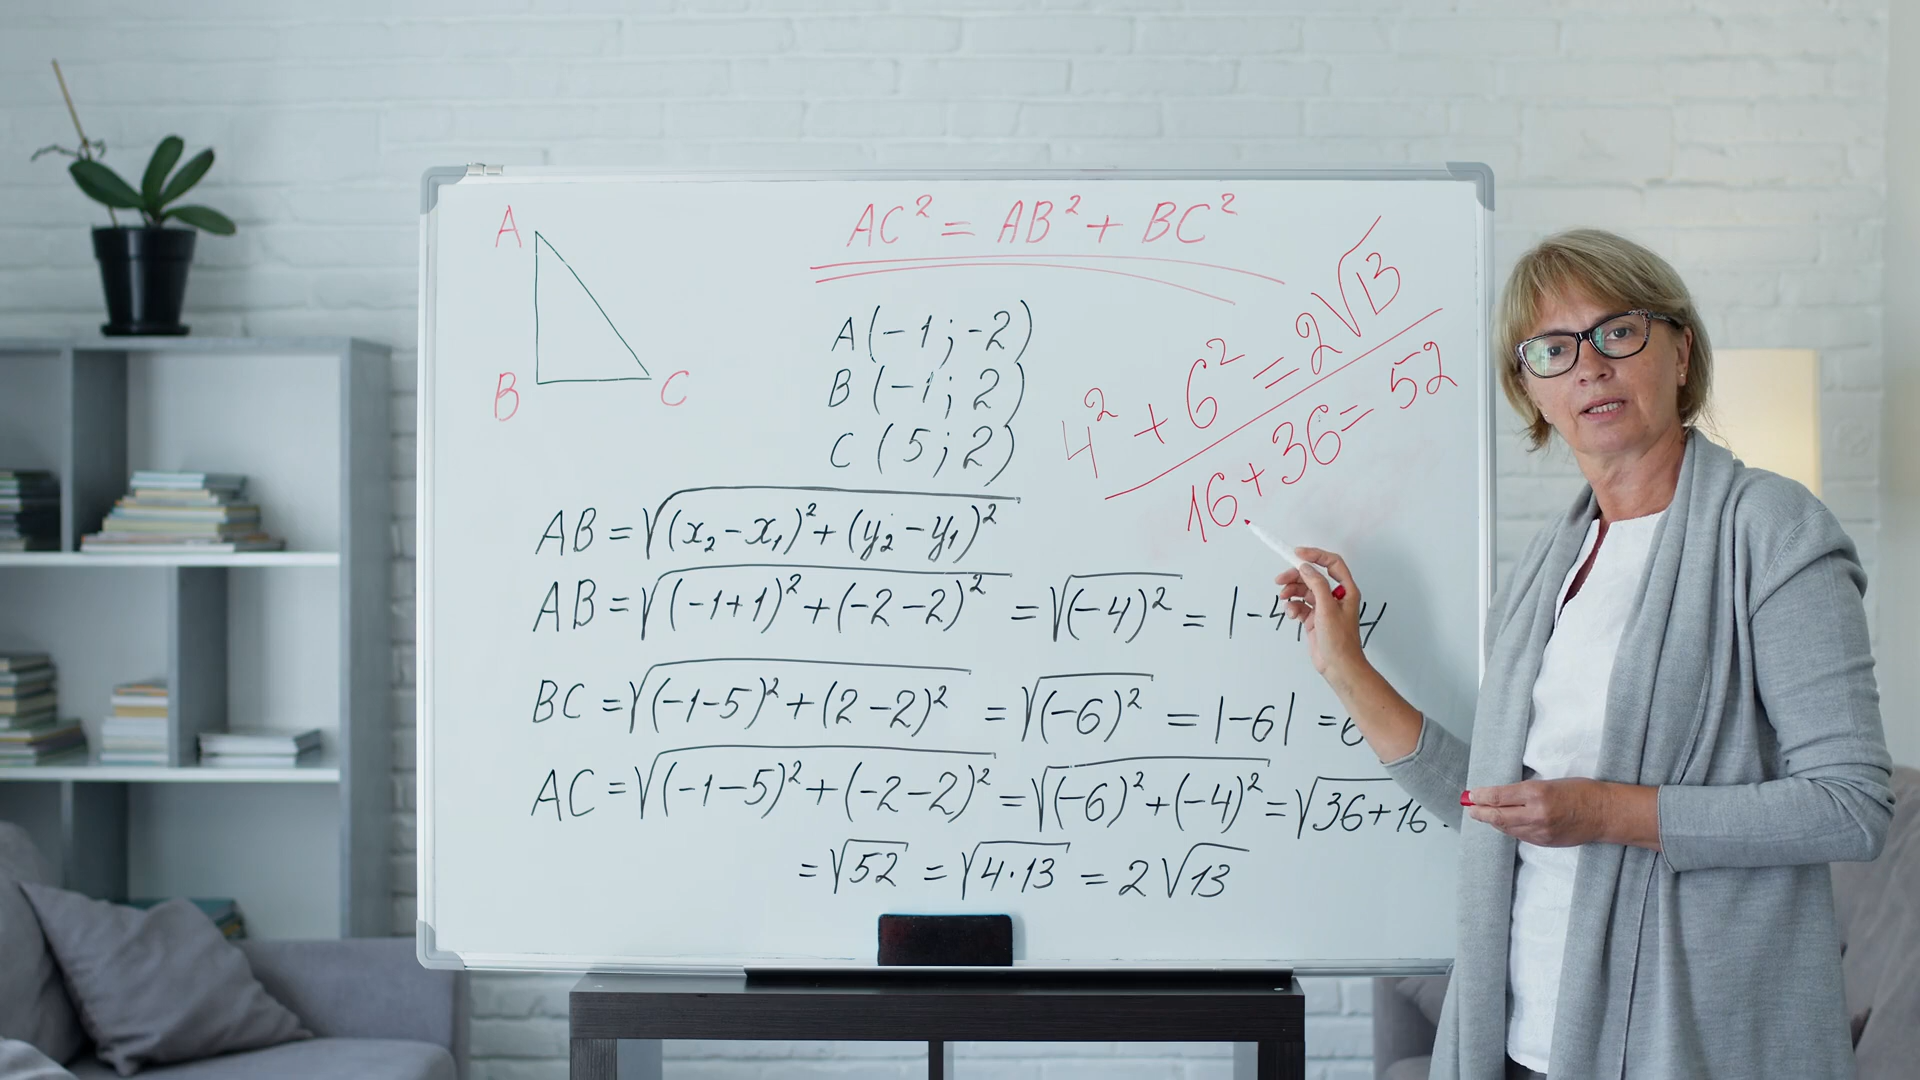 A
B
C
AC² = AB² + BC²
A(-1; -2)
B(-1; 2)
C(5; 2)
4² + 6² = 2√13
16 + 36 = 52
AB = √((x₂ - x₁)² + (y₂ - y₁)²)
AB = √((-1+1)² + (-2-2)²) = √((-4)²) = |-4| 4
BC = √((-1-5)² + (2-2)²) = √((-6)²) = |-6| = 6
AC = √((-1-5)² + (-2-2)²) = √((-6)² + (-4)²) = √(36+16)
= √52 = √(4·13) = 2√13